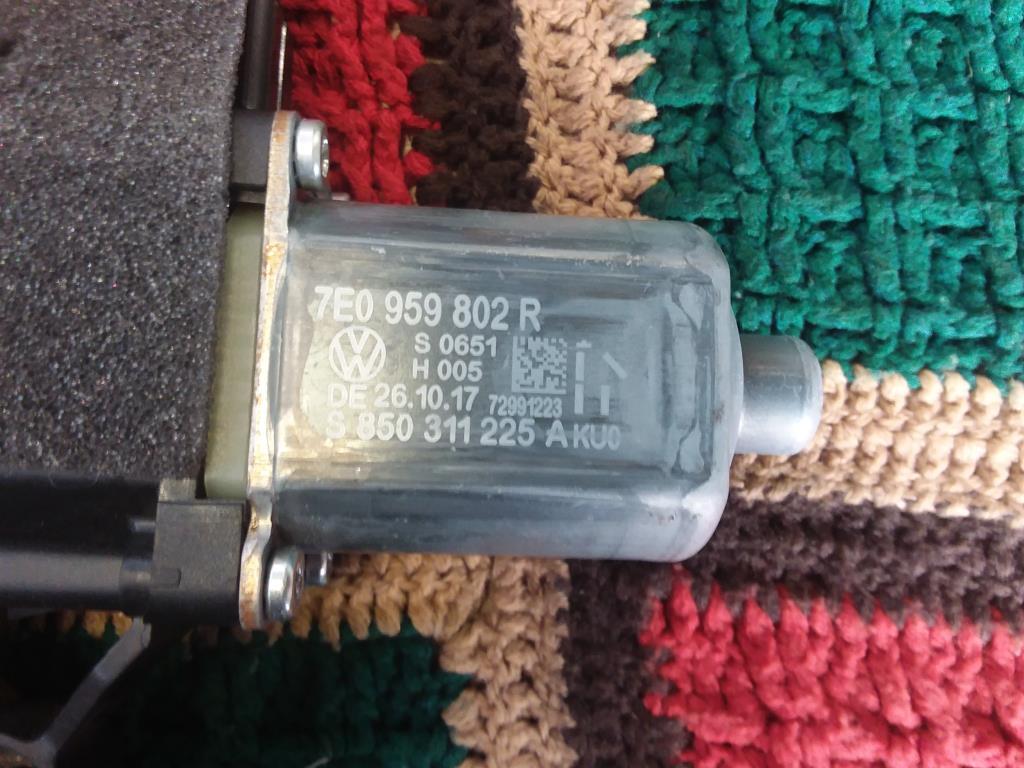 7E0 959 802 R
S 0651
H 005
DE 26.10.17 72991223
S 850 311 225 A KU0